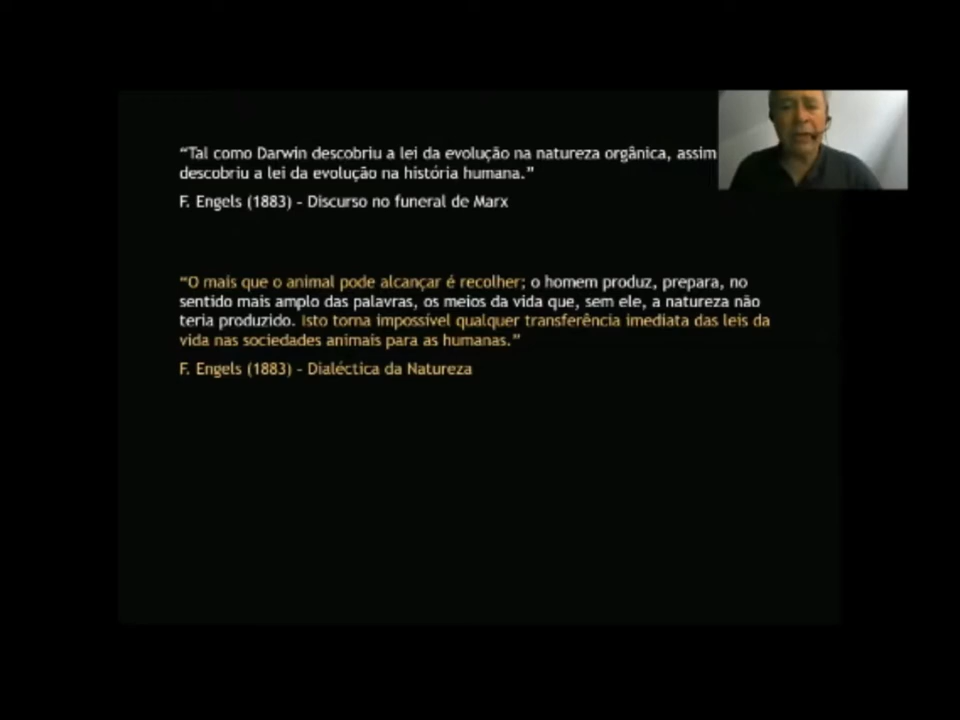 “Tal como Darwin descobriu a lei da evolução na natureza orgânica, assim
descobriu a lei da evolução na história humana.”
F. Engels (1883) – Discurso no funeral de Marx
“O mais que o animal pode alcançar é recolher; o homem produz, prepara, no
sentido mais amplo das palavras, os meios da vida que, sem ele, a natureza não
teria produzido. Isto torna impossível qualquer transferência imediata das leis da
vida nas sociedades animais para as humanas.”
F. Engels (1883) – Dialéctica da Natureza